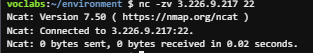 voclabs:~/environment $ nc -zv 3.226.9.217 22
Ncat: Version 7.50 ( https://nmap.org/ncat )
Ncat: Connected to 3.226.9.217:22.
Ncat: 0 bytes sent, 0 bytes received in 0.02 seconds.